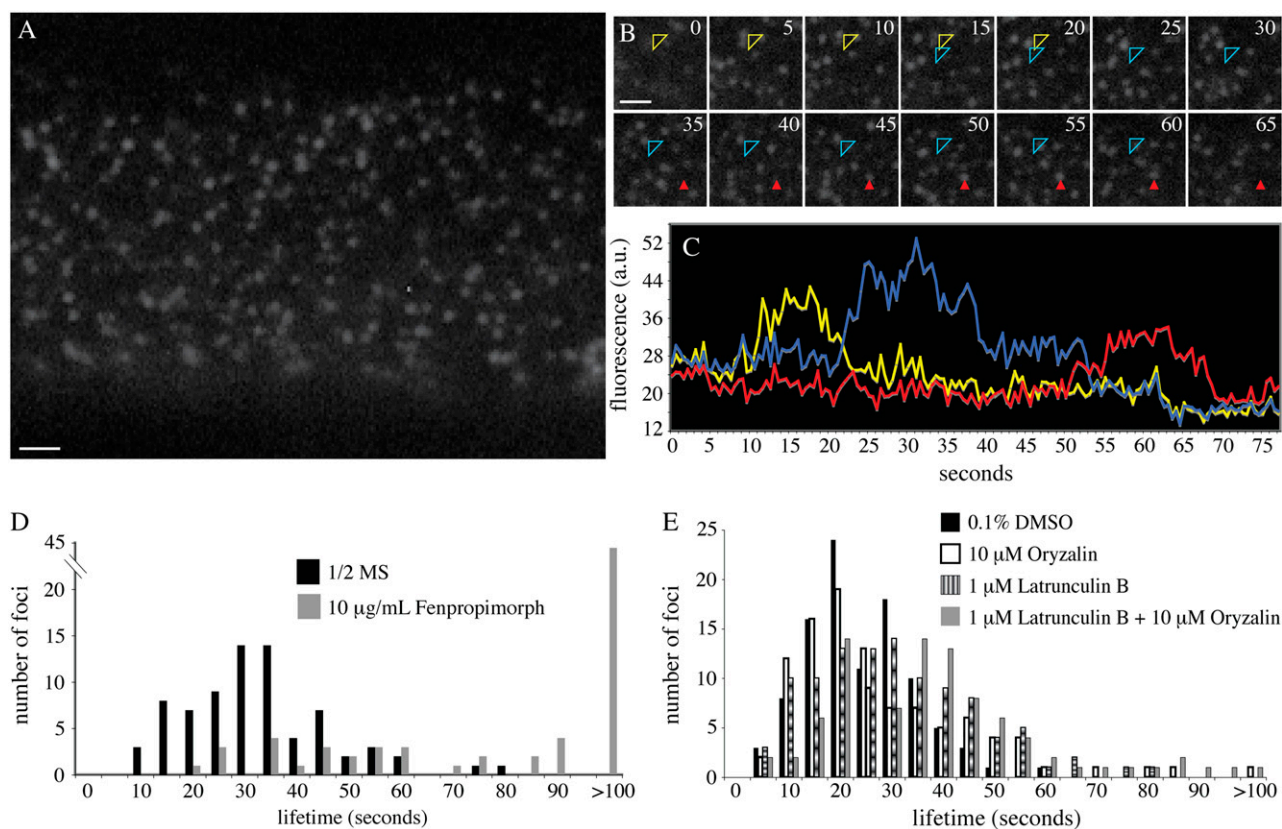 A
B
0 5 10 15 20 25 30
35 40 45 50 55 60 65
C
fluorescence (a.u.)
52
44
36
28
20
12
0 5 10 15 20 25 30 35 40 45 50 55 60 65 70 75
seconds
D
number of foci
45
20
15
10
5
0
1/2 MS
10 µg/mL Fenpropimorph
0 10 20 30 40 50 60 70 80 90 >100
lifetime (seconds)
E
number of foci
25
20
15
10
5
0
0.1% DMSO
10 µM Oryzalin
1 µM Latrunculin B
1 µM Latrunculin B + 10 µM Oryzalin
0 10 20 30 40 50 60 70 80 90 >100
lifetime (seconds)